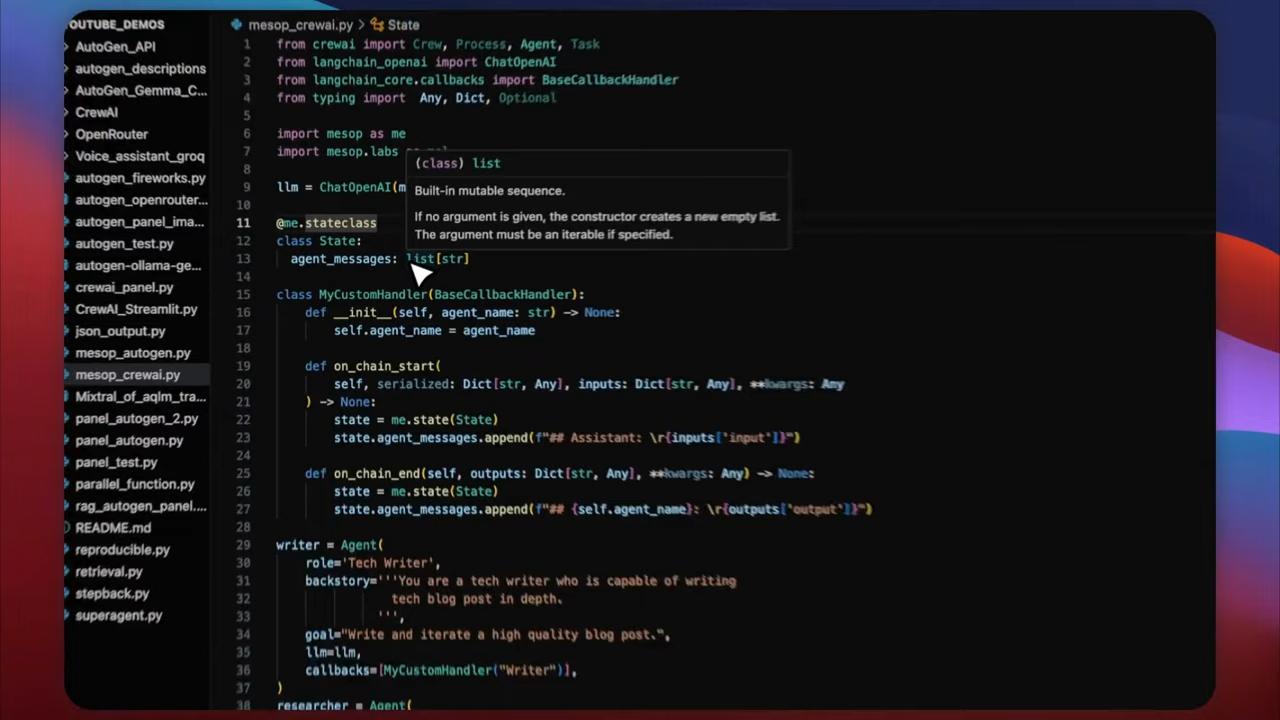 OUTUBE_DEMOS
AutoGen_API
autogen_descriptions
AutoGen_Gemma_C...
CrewAI
OpenRouter
Voice_assistant_groq
autogen_fireworks.py
autogen_openrouter...
autogen_panel_ima...
autogen_test.py
autogen-ollama-ge...
crewai_panel.py
CrewAI_Streamlit.py
json_output.py
mesop_autogen.py
mesop_crewai.py
Mixtral_of_aqlm_tra...
panel_autogen_2.py
panel_autogen.py
panel_test.py
parallel_function.py
rag_autogen_panel....
README.md
reproducible.py
retrieval.py
stepback.py
superagent.py
mesop_crewai.py > State
1 from crewai import Crew, Process, Agent, Task
2 from langchain_openai import ChatOpenAI
3 from langchain_core.callbacks import BaseCallbackHandler
4 from typing import Any, Dict, Optional
5
6 import mesop as me
7 import mesop.labs
8
9 llm = ChatOpenAI(m
10
11 @me.stateclass
12 class State:
13 agent_messages: list[str]
14
15 class MyCustomHandler(BaseCallbackHandler):
16 def __init__(self, agent_name: str) -> None:
17 self.agent_name = agent_name
18
19 def on_chain_start(
20 self, serialized: Dict[str, Any], inputs: Dict[str, Any], **kwargs: Any
21 ) -> None:
22 state = me.state(State)
23 state.agent_messages.append(f"## Assistant: \r{inputs['input']}")
24
25 def on_chain_end(self, outputs: Dict[str, Any], **kwargs: Any) -> None:
26 state = me.state(State)
27 state.agent_messages.append(f"## {self.agent_name}: \r{outputs['output']}")
28
29 writer = Agent(
30 role='Tech Writer',
31 backstory='''You are a tech writer who is capable of writing
32 tech blog post in depth.
33 ''',
34 goal="Write and iterate a high quality blog post.",
35 llm=llm,
36 callbacks=[MyCustomHandler("Writer")],
37 )
38 researcher = Agent(
(class) list
Built-in mutable sequence.
If no argument is given, the constructor creates a new empty list.
The argument must be an iterable if specified.